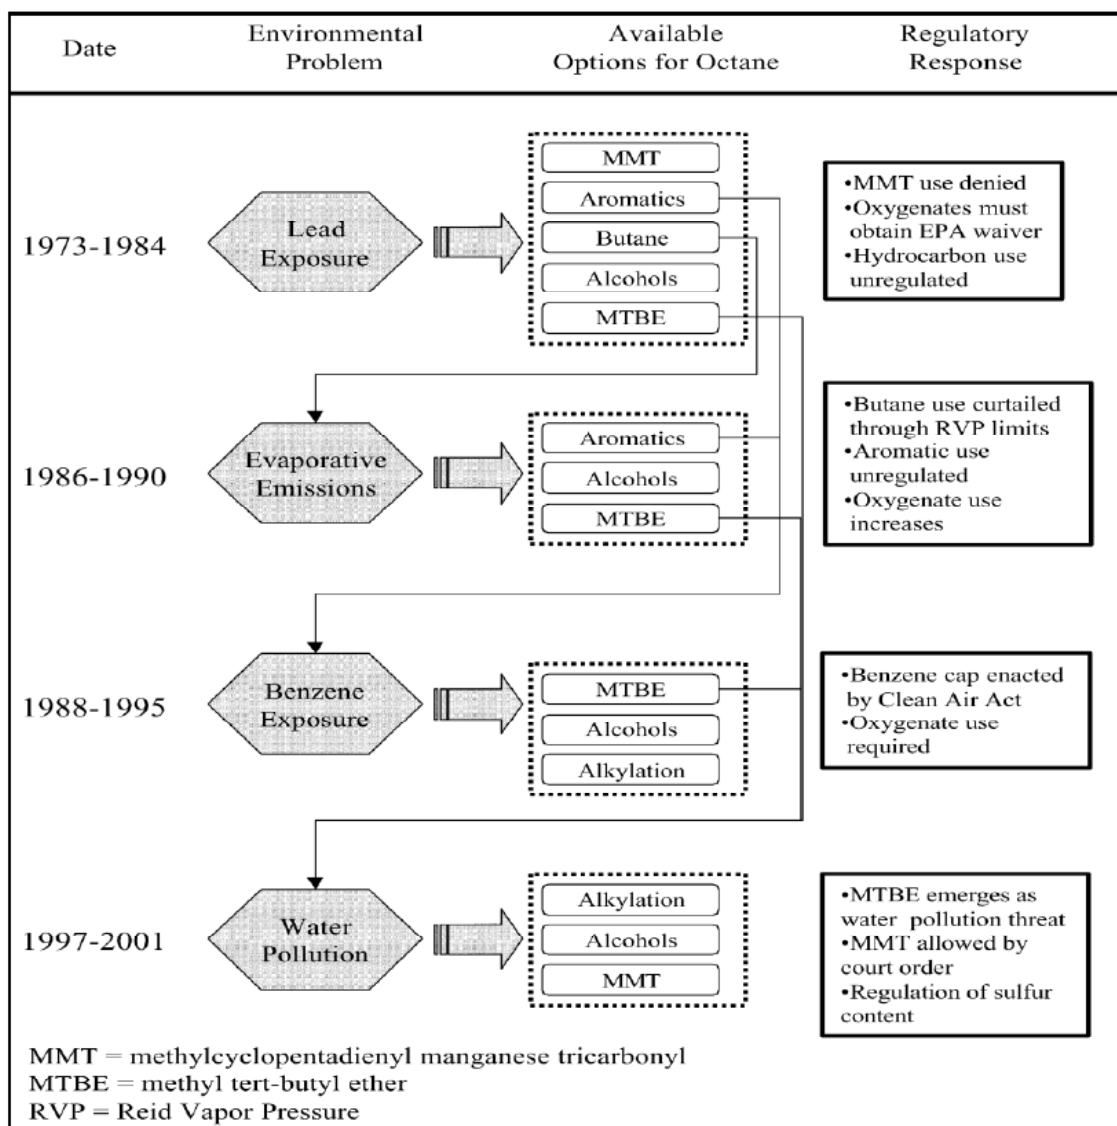 Date
Environmental
Problem
Available
Options for Octane
Regulatory
Response
1973-1984
Lead
Exposure
MMT
Aromatics
Butane
Alcohols
MTBE
•MMT use denied
•Oxygenates must
obtain EPA waiver
•Hydrocarbon use
unregulated
1986-1990
Evaporative
Emissions
Aromatics
Alcohols
MTBE
•Butane use curtailed
through RVP limits
•Aromatic use
unregulated
•Oxygenate use
increases
1988-1995
Benzene
Exposure
MTBE
Alcohols
Alkylation
•Benzene cap enacted
by Clean Air Act
•Oxygenate use
required
1997-2001
Water
Pollution
Alkylation
Alcohols
MMT
•MTBE emerges as
water pollution threat
•MMT allowed by
court order
•Regulation of sulfur
content
MMT = methylcyclopentadienyl manganese tricarbonyl
MTBE = methyl tert-butyl ether
RVP = Reid Vapor Pressure